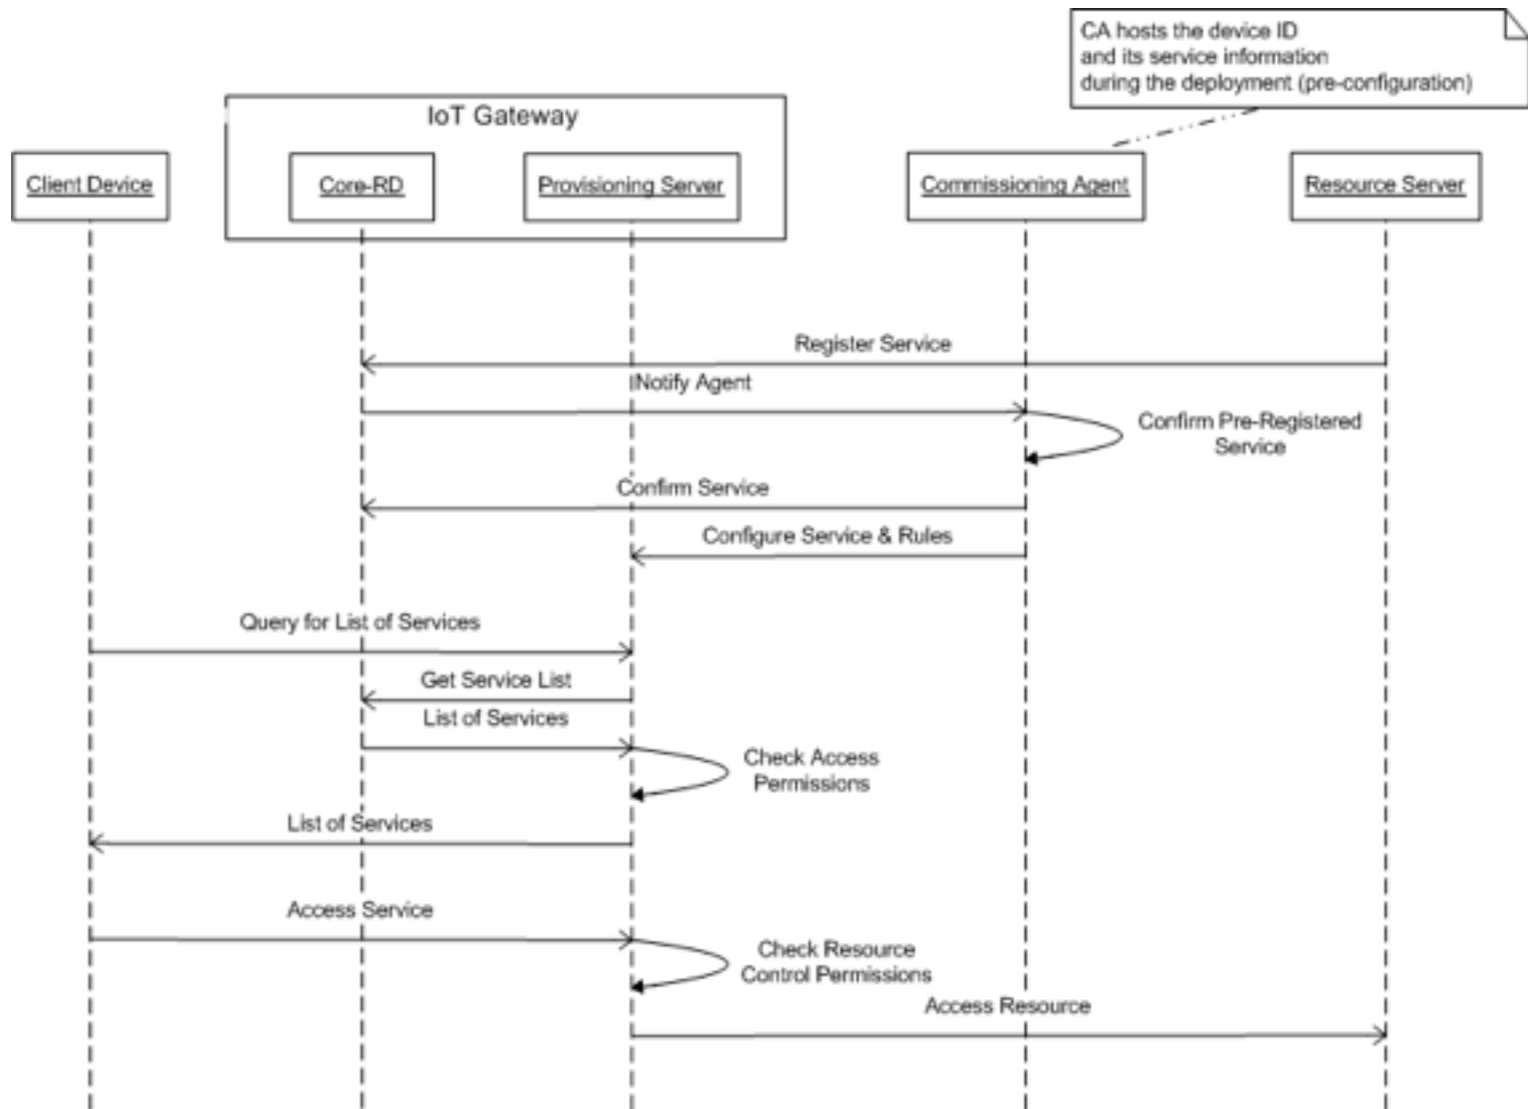 CA hosts the device ID
and its service information
during the deployment (pre-configuration)
IoT Gateway
Client Device
Core-RD
Provisioning Server
Commissioning Agent
Resource Server
Register Service
Notify Agent
Confirm Pre-Registered
Service
Confirm Service
Configure Service & Rules
Query for List of Services
Get Service List
List of Services
Check Access
Permissions
List of Services
Access Service
Check Resource
Control Permissions
Access Resource